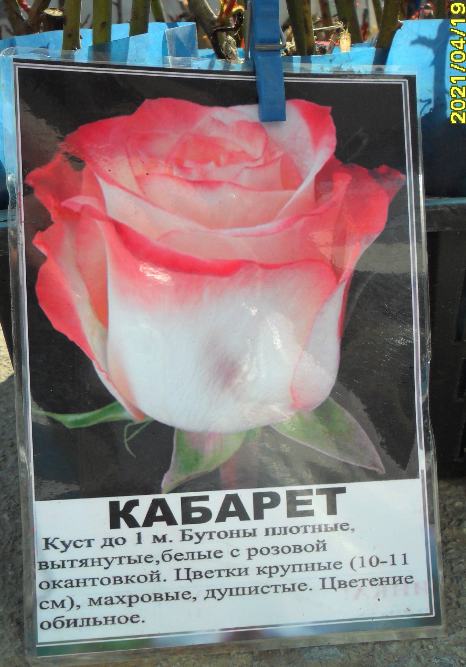 2021/04/19
КАБАРЕТ
Куст до 1 м. Бутоны плотные,
вытянутые,белые с розовой
окантовкой. Цветки крупные (10-11
см), махровые, душистые. Цветение
обильное.